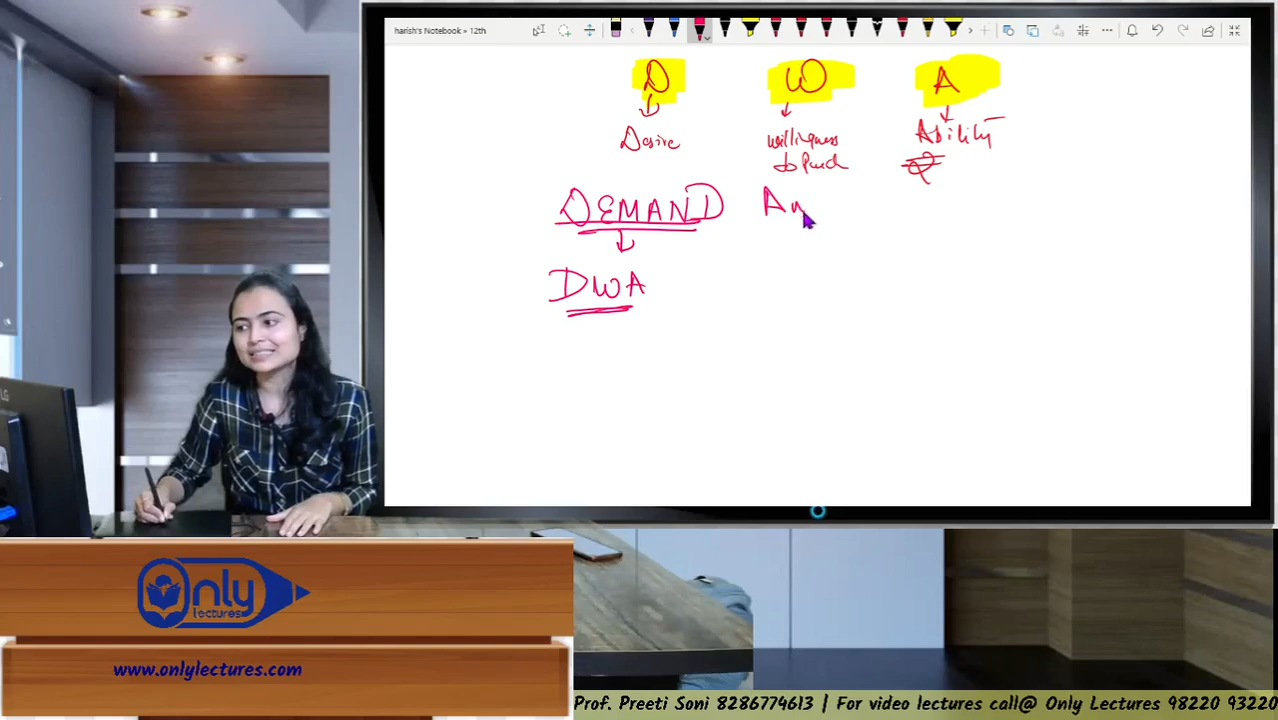 harish's Notebook » 12th
D W A
Desire willingness Ability
to Purch
DEMAND An
DWA
LG
Only
lectures
www.onlylectures.com
Prof. Preeti Soni 8286774613 | For video lectures call@ Only Lectures 98220 93220